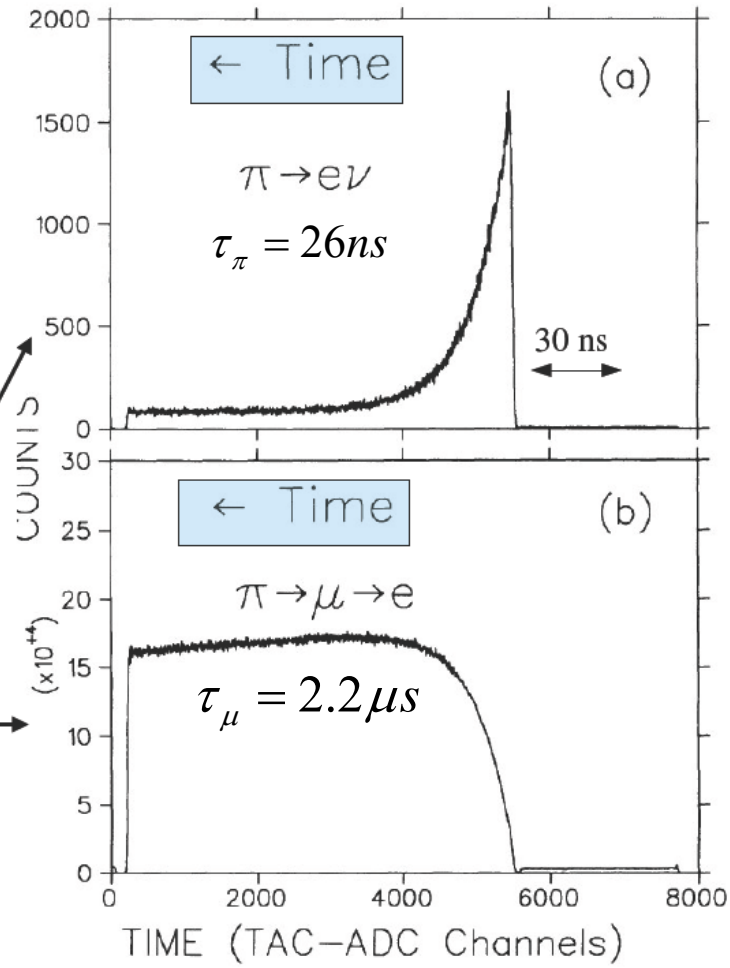 2000
1500
1000
500
0
← Time
(a)
π→eν
τπ = 26ns
30 ns
COUNTS
(x10+4)
30
25
20
15
10
5
0
← Time
(b)
π→μ→e
τμ = 2.2μs
0
2000
4000
6000
8000
TIME (TAC–ADC Channels)